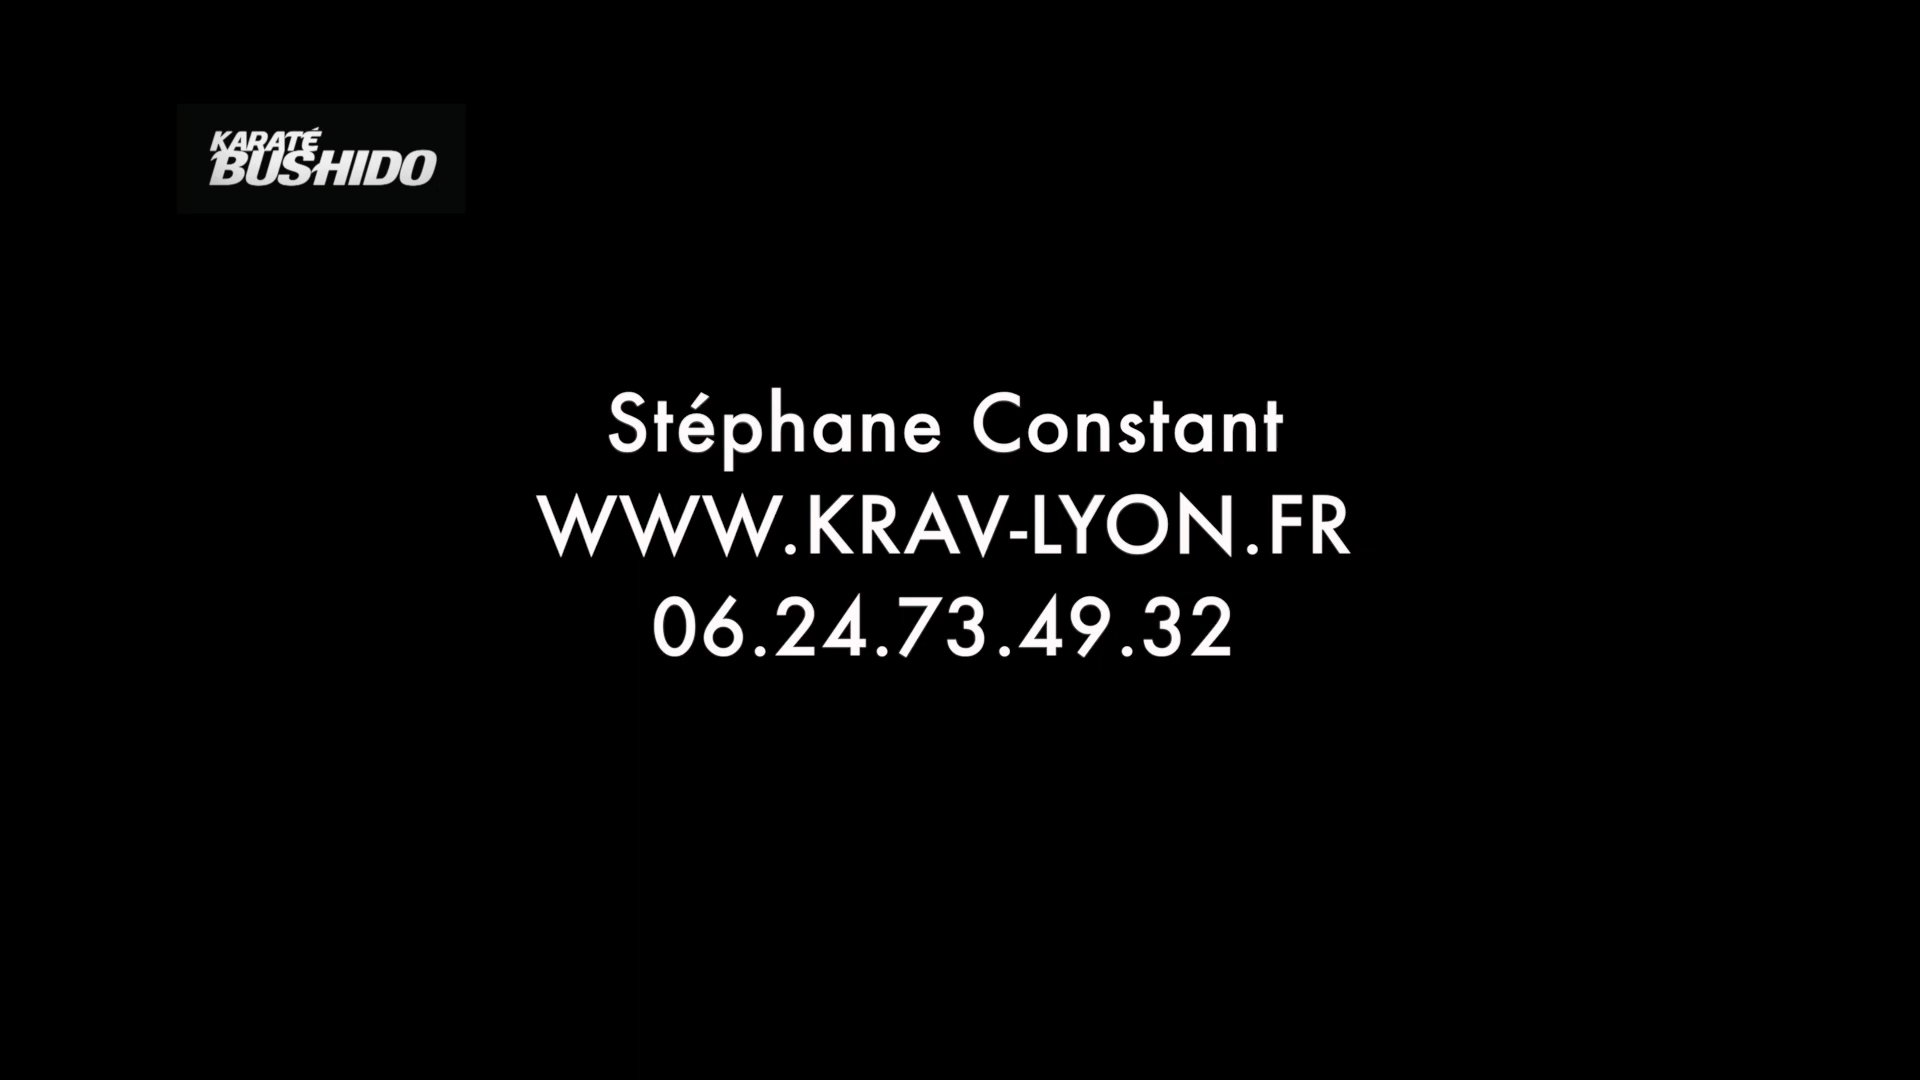 KARATÉ
BUSHIDO
Stéphane Constant
WWW.KRAV-LYON.FR
06.24.73.49.32